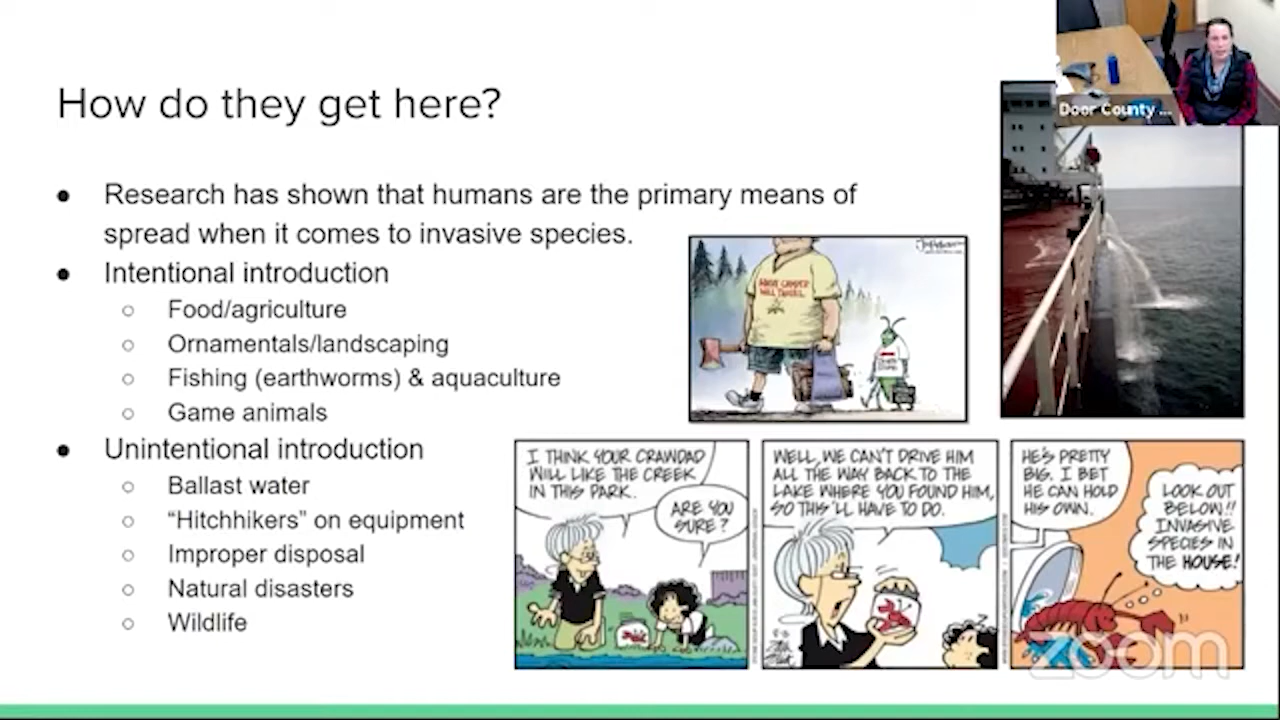 How do they get here?
Door County ...
● Research has shown that humans are the primary means of
spread when it comes to invasive species.
● Intentional introduction
○ Food/agriculture
○ Ornamentals/landscaping
○ Fishing (earthworms) & aquaculture
○ Game animals
● Unintentional introduction
○ Ballast water
○ “Hitchhikers” on equipment
○ Improper disposal
○ Natural disasters
○ Wildlife
WILL TRAVEL
I THINK YOUR CRAWDAD
WILL LIKE THE CREEK
IN THIS PARK.
ARE YOU
SURE?
WELL, WE CAN'T DRIVE HIM
ALL THE WAY BACK TO THE
LAKE WHERE YOU FOUND HIM,
SO THIS'LL HAVE TO DO.
HE'S PRETTY
BIG. I BET
HE CAN HOLD
HIS OWN.
LOOK OUT
BELOW!!
INVASIVE
SPECIES IN
THE HOUSE!
zoom